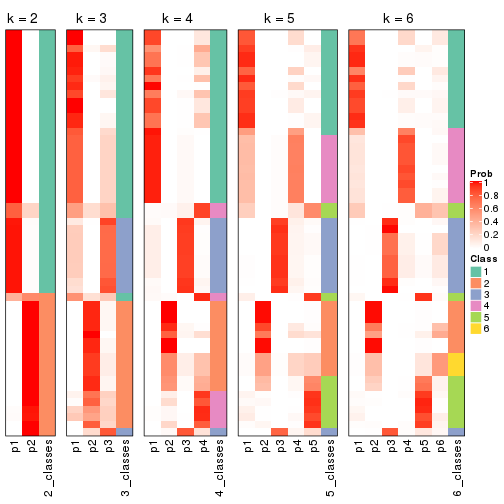 k = 2
k = 3
k = 4
k = 5
k = 6
p1
p2
2_classes
p1
p2
p3
3_classes
p1
p2
p3
p4
4_classes
p1
p2
p3
p4
p5
5_classes
p1
p2
p3
p4
p5
p6
6_classes
Prob
1
0.8
0.6
0.4
0.2
0
Class
1
2
3
4
5
6